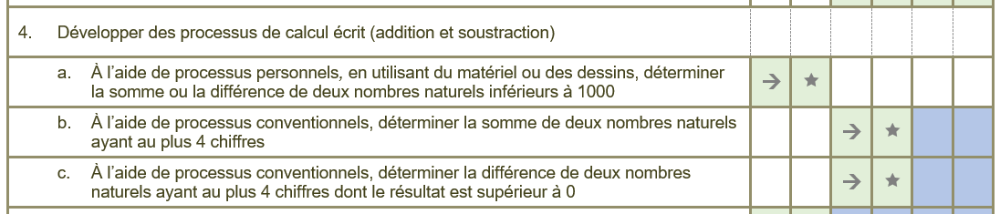 4. Développer des processus de calcul écrit (addition et soustraction)
a. À l’aide de processus personnels, en utilisant du matériel ou des dessins, déterminer
la somme ou la différence de deux nombres naturels inférieurs à 1000
→ ★
b. À l’aide de processus conventionnels, déterminer la somme de deux nombres naturels
ayant au plus 4 chiffres
→ ★
c. À l’aide de processus conventionnels, déterminer la différence de deux nombres
naturels ayant au plus 4 chiffres dont le résultat est supérieur à 0
→ ★